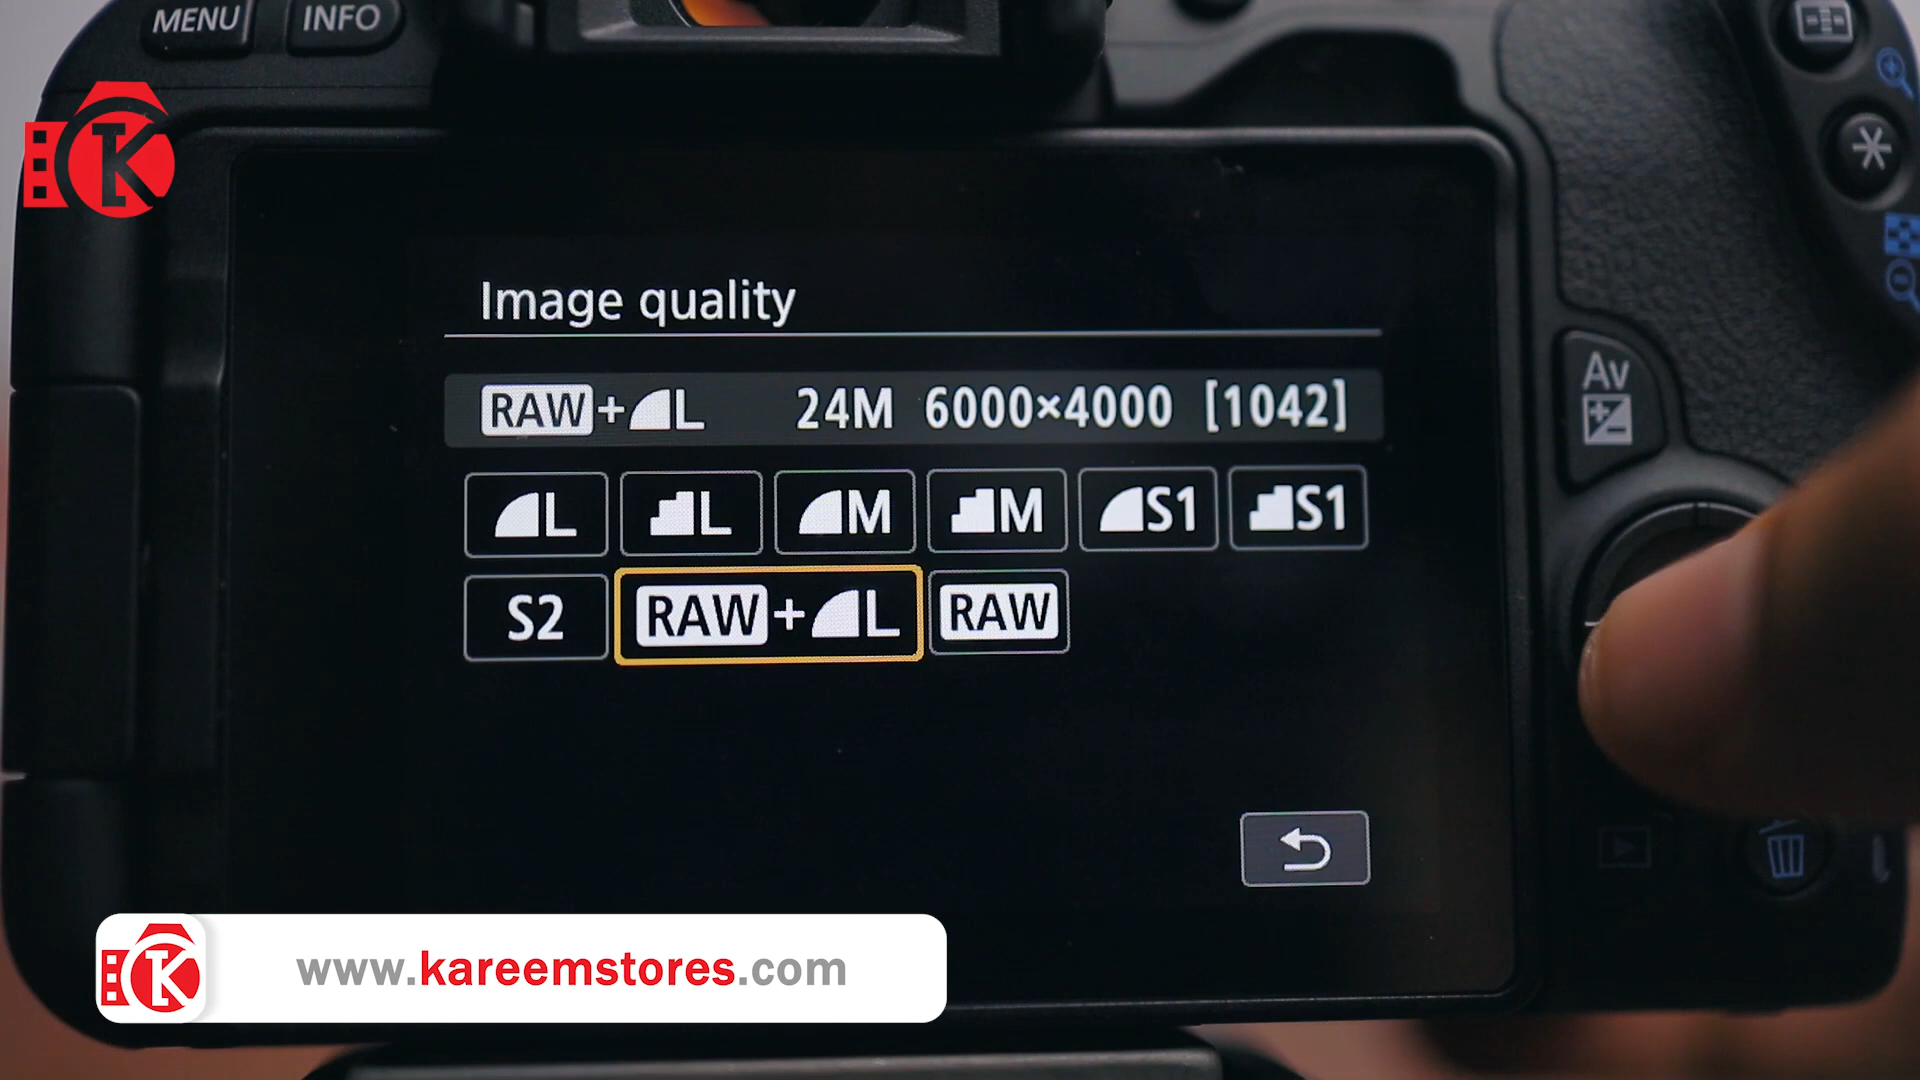 MENU INFO
K
Image quality
RAW+L 24M 6000×4000 [1042]
L L M M S1 S1
S2 RAW+L RAW
Av
K
www.kareemstores.com